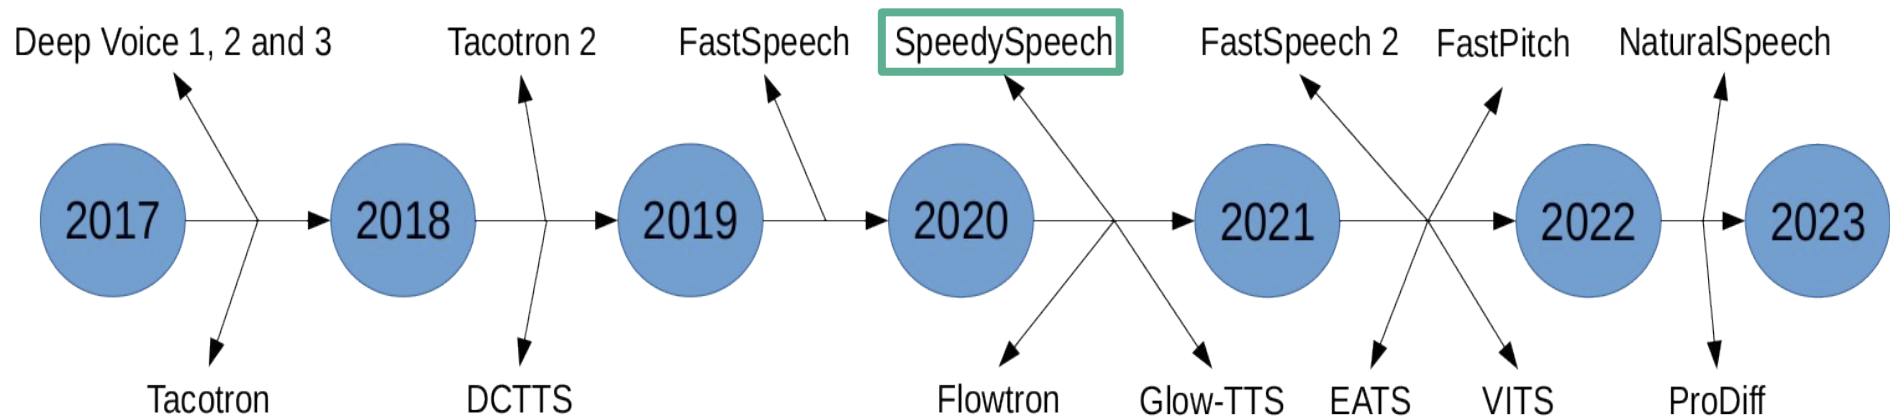 Deep Voice 1, 2 and 3
Tacotron 2
FastSpeech
SpeedySpeech
FastSpeech 2
FastPitch
NaturalSpeech
2017
2018
2019
2020
2021
2022
2023
Tacotron
DCTTS
Flowtron
Glow-TTS
EATS
VITS
ProDiff